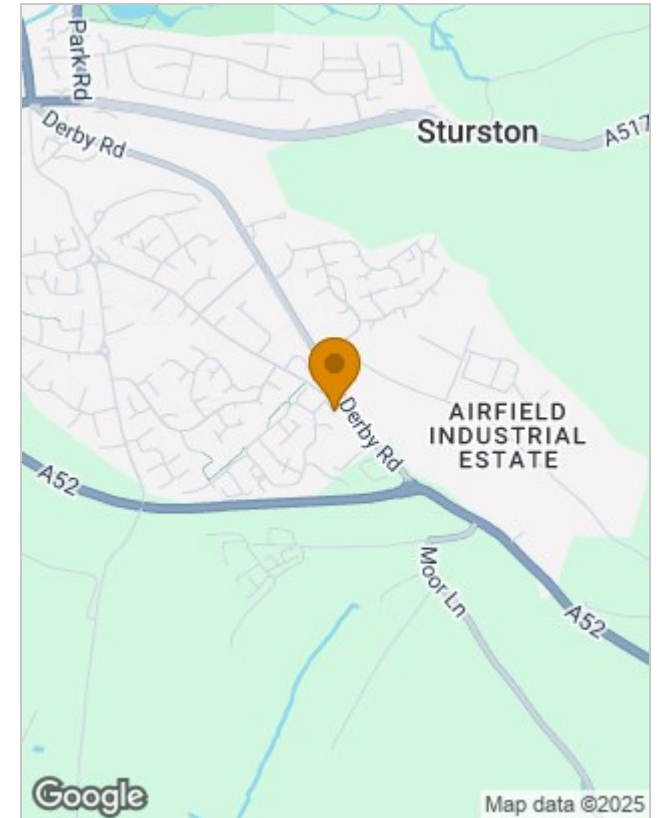 Park Rd
Derby Rd
Sturston
A517
Derby Rd
AIRFIELD
INDUSTRIAL
ESTATE
A52
Moor Ln
A52
Google
Map data ©2025